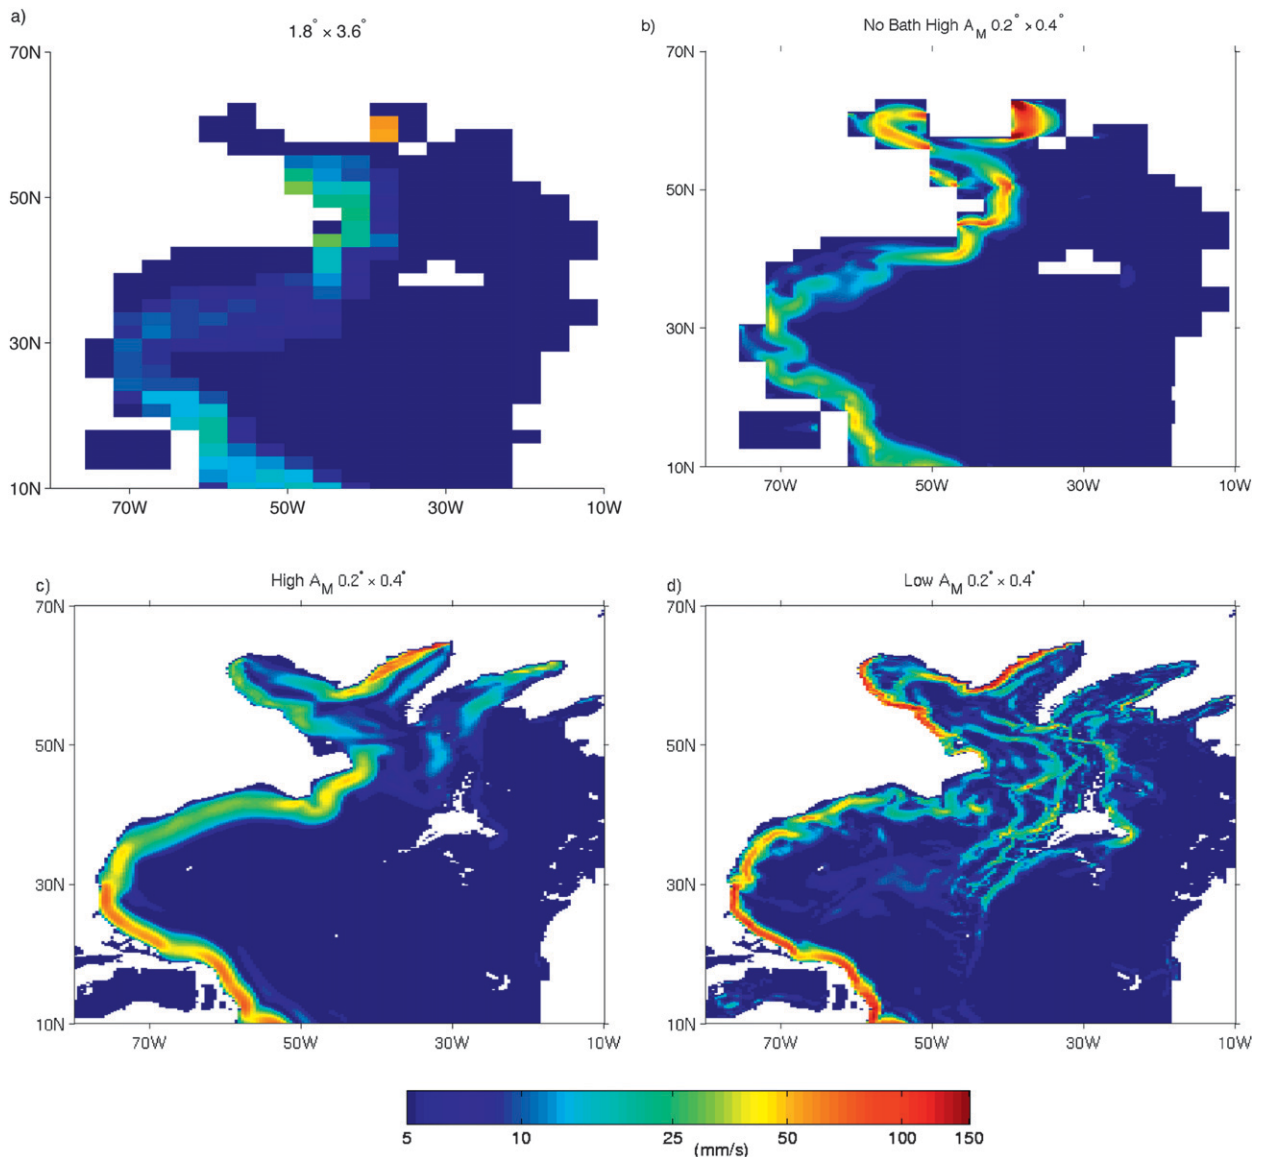 a)
1.8° × 3.6°
70N
50N
30N
10N
70W 50W 30W 10W
b)
No Bath High A_M 0.2° × 0.4°
70N
50N
30N
10N
70W 50W 30W 10W
c)
High A_M 0.2° × 0.4°
70N
50N
30N
10N
70W 50W 30W 10W
d)
Low A_M 0.2° × 0.4°
70N
50N
30N
10N
70W 50W 30W 10W
5 10 25 50 100 150
(mm/s)